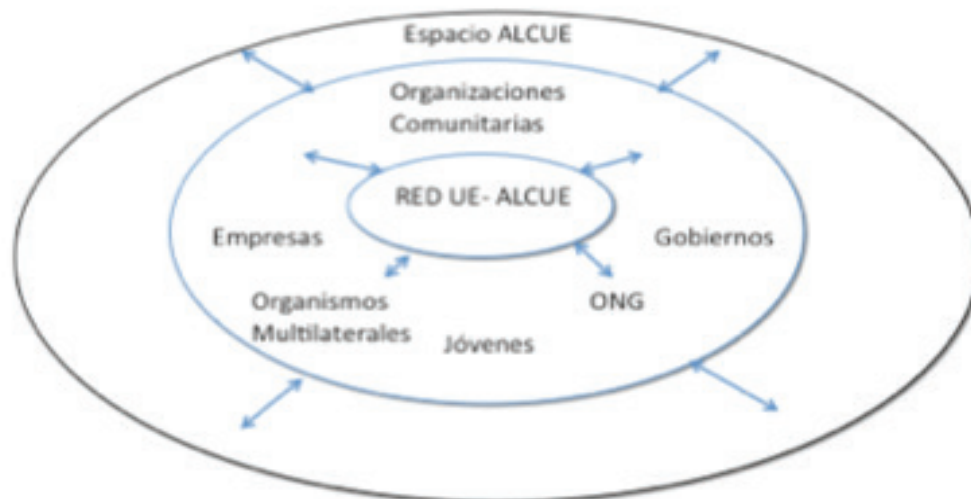 Espacio ALCUE
Organizaciones
Comunitarias
RED UE- ALCUE
Empresas
Gobiernos
Organismos
Multilaterales
ONG
Jóvenes